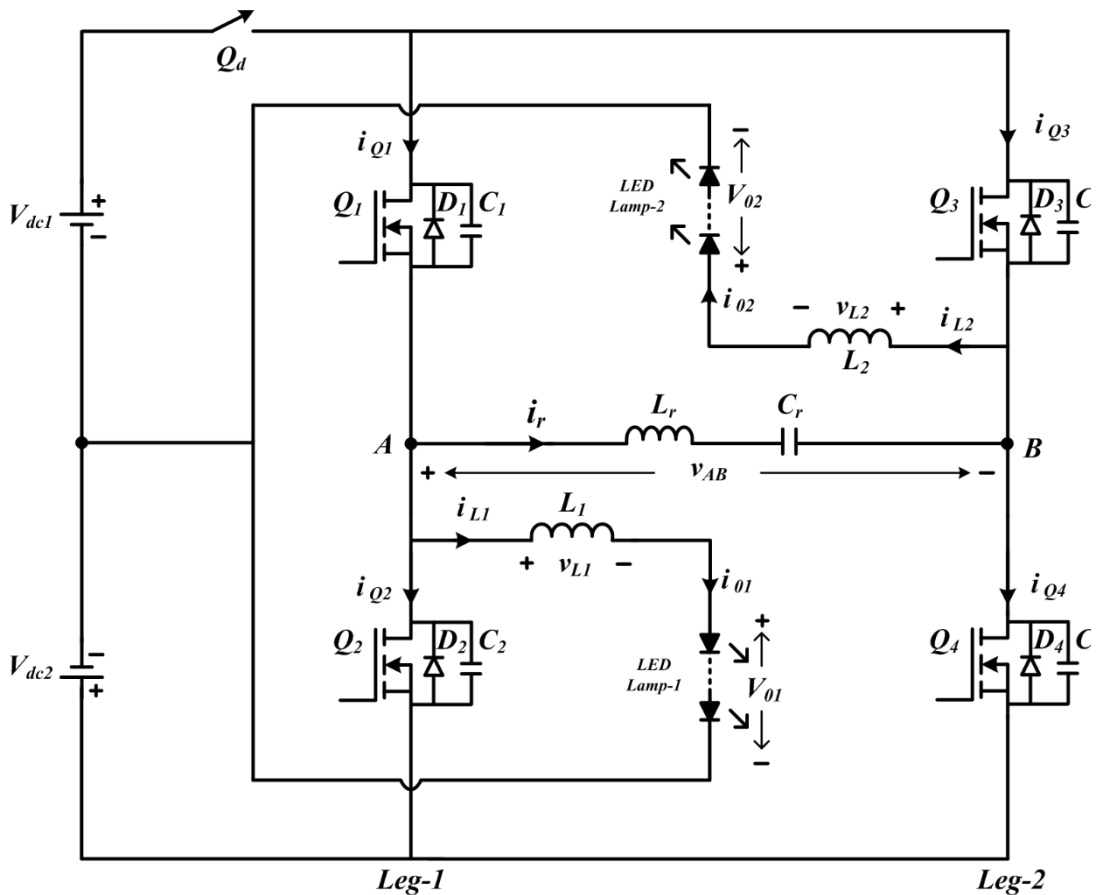 Q_d
i_Q1
i_Q3
Q_1 D_1 C_1
LED
Lamp-2
V_02
Q_3 D_3 C
V_dc1
+
−
−
+
i_02
− v_L2 +
i_L2
L_2
A
i_r
L_r
C_r
B
+ v_AB −
i_L1
L_1
+ v_L1 −
i_01
i_Q2
i_Q4
Q_2 D_2 C_2
LED
Lamp-1
+
V_01
−
Q_4 D_4 C
V_dc2
−
+
Leg-1
Leg-2